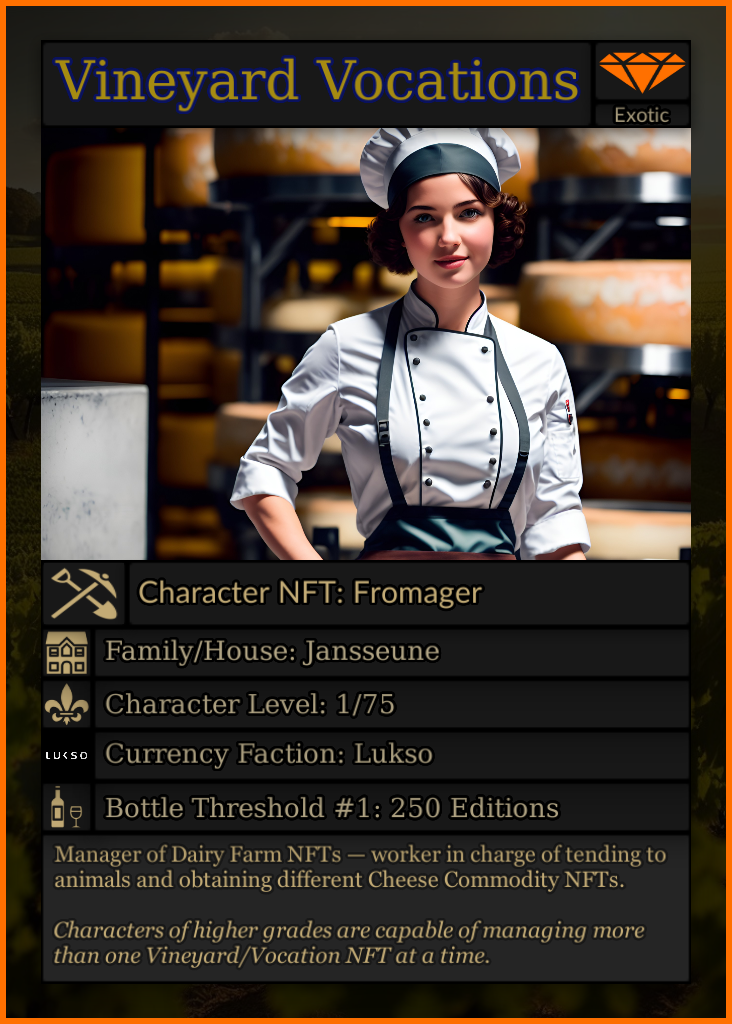 Vineyard Vocations
Exotic
Character NFT: Fromager
Family/House: Jansseune
Character Level: 1/75
LUKSO
Currency Faction: Lukso
Bottle Threshold #1: 250 Editions
Manager of Dairy Farm NFTs — worker in charge of tending to
animals and obtaining different Cheese Commodity NFTs.
Characters of higher grades are capable of managing more
than one Vineyard/Vocation NFT at a time.